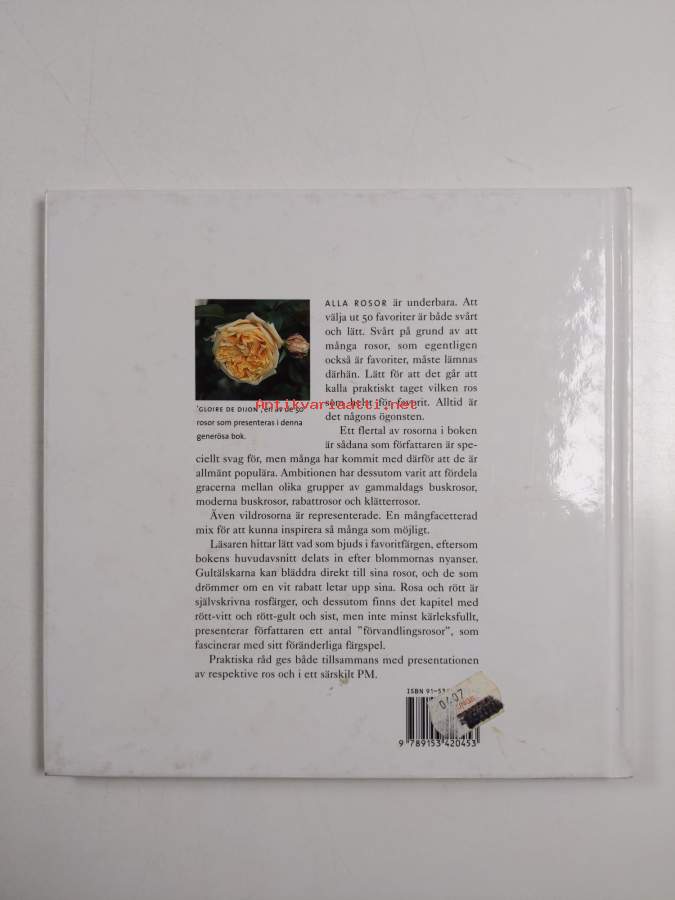 ALLA ROSOR är underbara. Att
välja ut 50 favoriter är både svårt
och lätt. Svårt på grund av att
många rosor, som egentligen
också är favoriter, måste lämnas
därhän. Lätt för att det går att
kalla praktiskt taget vilken ros
som helst för favorit. Alltid är
det någons ögonsten.
Antikvariaatti.net
'GLOIRE DE DIJON', en av de 50
rosor som presenteras i denna
generösa bok.
Ett flertal av rosorna i boken
är sådana som författaren är spe-
ciellt svag för, men många har kommit med därför att de är
allmänt populära. Ambitionen har dessutom varit att fördela
gracerna mellan olika grupper av gammaldags buskrosor,
moderna buskrosor, rabattrosor och klätterrosor.
Även vildrosorna är representerade. En mångfacetterad
mix för att kunna inspirera så många som möjligt.
Läsaren hittar lätt vad som bjuds i favoritfärgen, eftersom
bokens huvudavsnitt delats in efter blommornas nyanser.
Gultälskarna kan bläddra direkt till sina rosor, och de som
drömmer om en vit rabatt letar upp sina. Rosa och rött är
självskrivna rosfärger, och dessutom finns det kapitel med
rött-vitt och rött-gult och sist, men inte minst kärleksfullt,
presenterar författaren ett antal ”förvandlingsrosor”, som
fascinerar med sitt föränderliga färgspel.
Praktiska råd ges både tillsammans med presentationen
av respektive ros och i ett särskilt PM.
ISBN 91-53
9 789153 420453